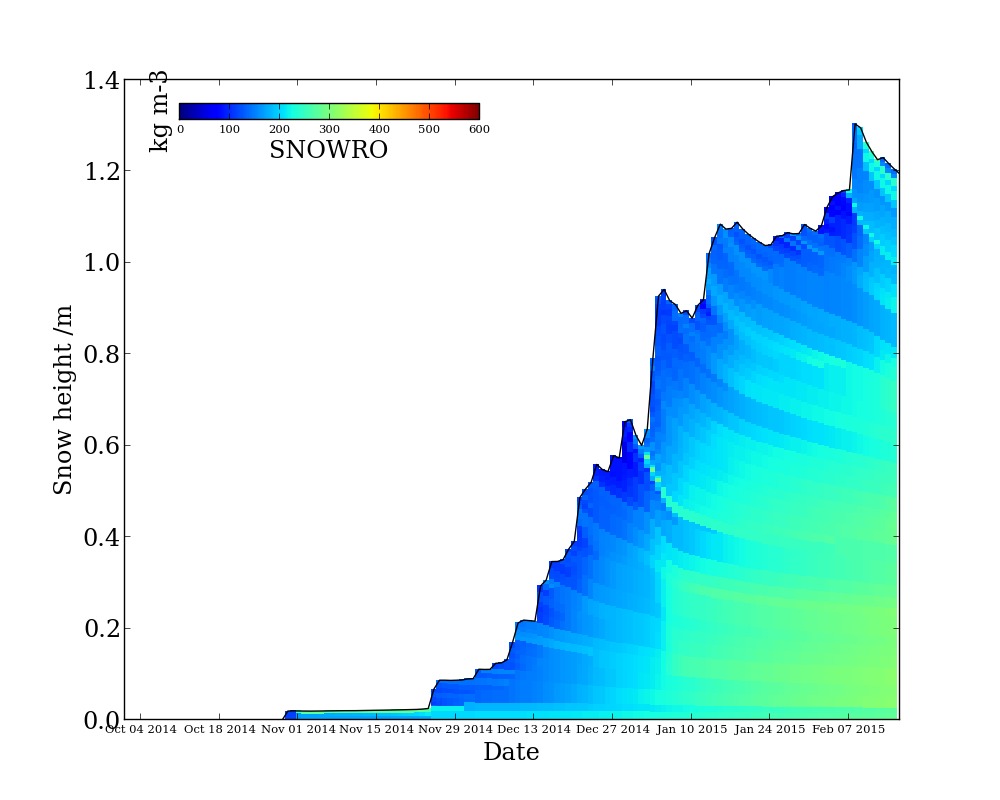 1.4
kg m-3
0 100 200 300 400 500 600
SNOWRO
1.2
1.0
0.8
Snow height /m
0.6
0.4
0.2
0.0
Oct 04 2014 Oct 18 2014 Nov 01 2014 Nov 15 2014 Nov 29 2014 Dec 13 2014 Dec 27 2014 Jan 10 2015 Jan 24 2015 Feb 07 2015
Date